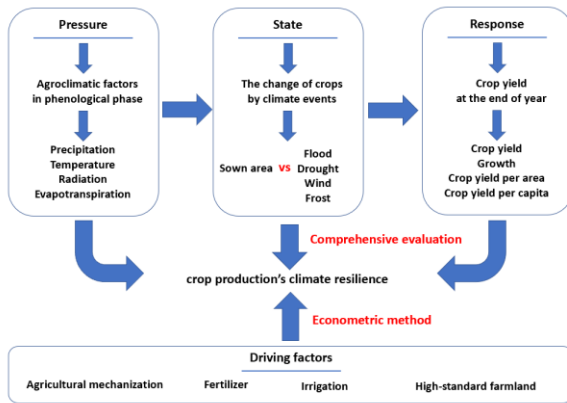 Pressure
Agroclimatic factors
in phenological phase
Precipitation
Temperature
Radiation
Evapotranspiration
State
The change of crops
by climate events
Sown area vs
Flood
Drought
Wind
Frost
Response
Crop yield
at the end of year
Crop yield
Growth
Crop yield per area
Crop yield per capita
Comprehensive evaluation
crop production's climate resilience
Econometric method
Driving factors
Agricultural mechanization Fertilizer Irrigation High-standard farmland